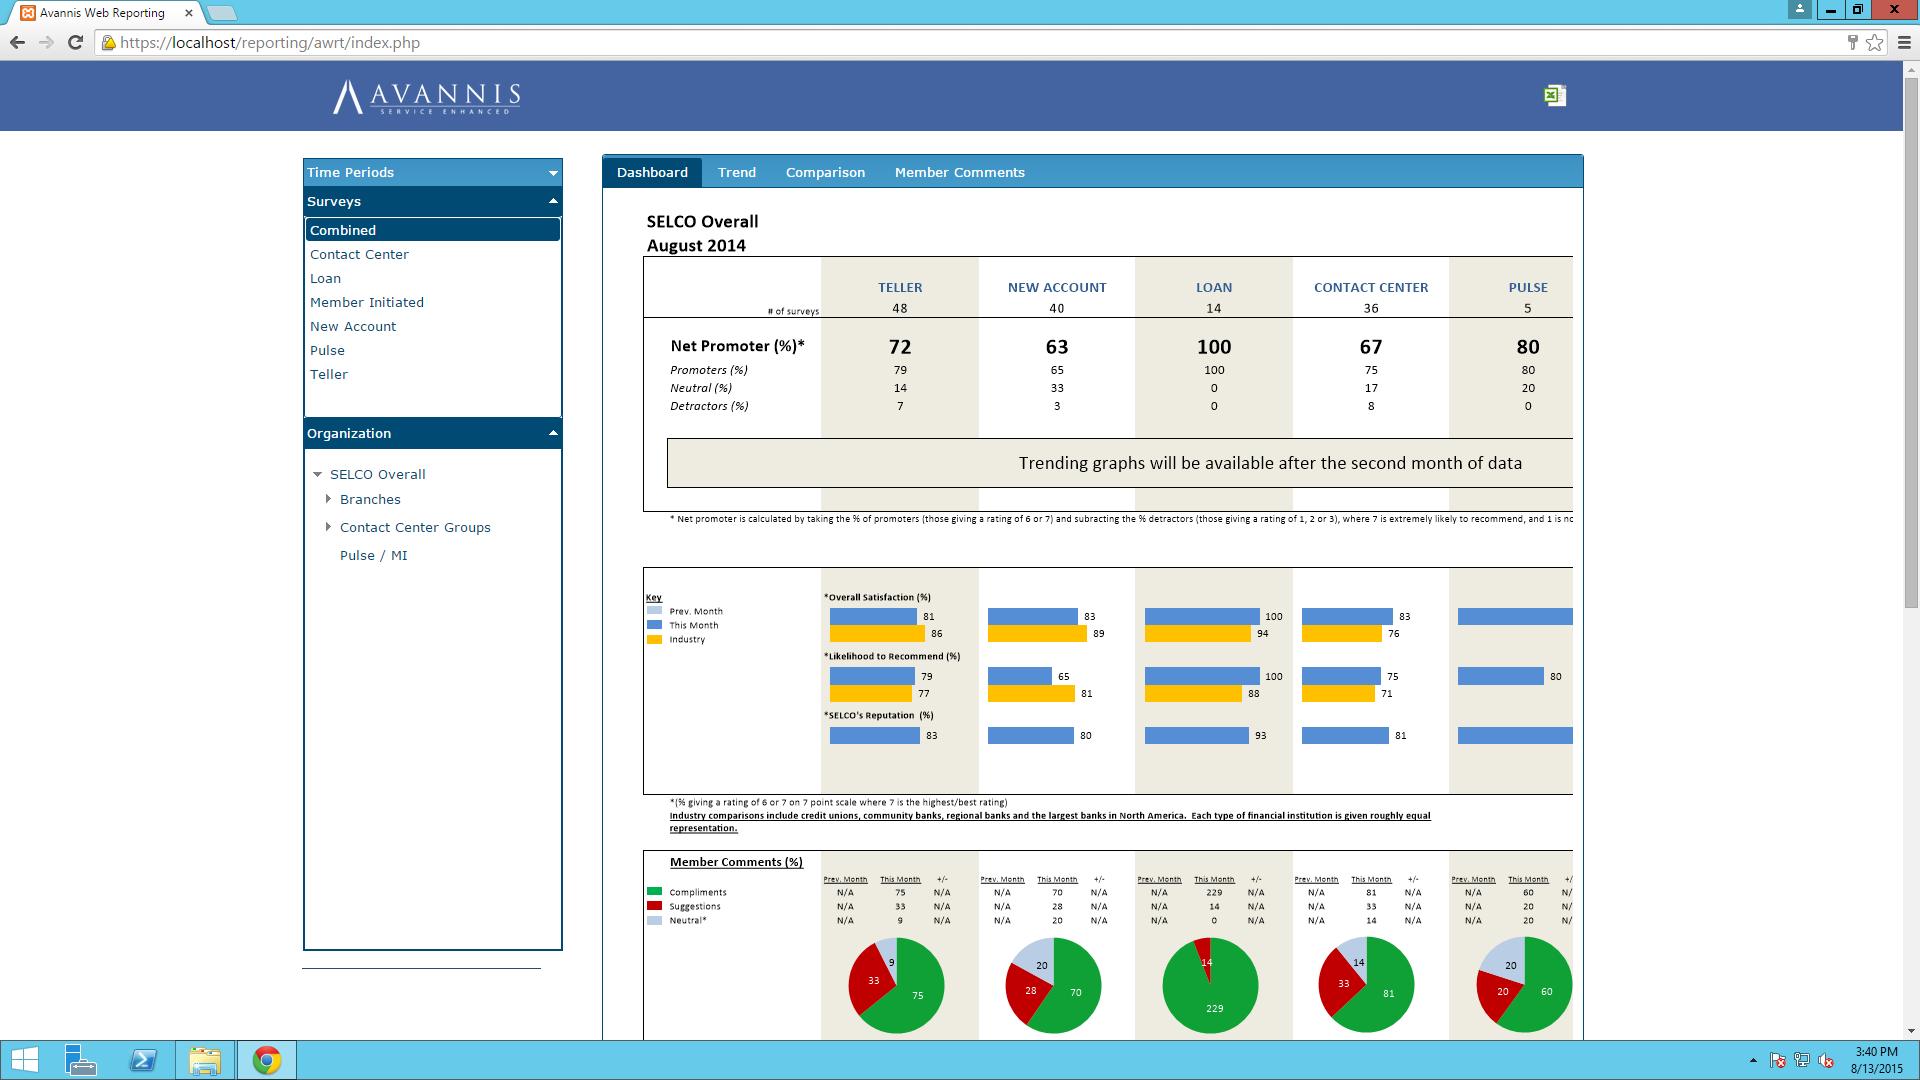 Avannis Web Reporting
https://localhost/reporting/awrt/index.php
AVANNIS
SERVICE ENHANCED
Time Periods
Surveys
Combined
Contact Center
Loan
Member Initiated
New Account
Pulse
Teller
Organization
SELCO Overall
Branches
Contact Center Groups
Pulse / MI
Dashboard Trend Comparison Member Comments
SELCO Overall
August 2014
TELLER NEW ACCOUNT LOAN CONTACT CENTER PULSE
# of surveys 48 40 14 36 5
Net Promoter (%)* 72 63 100 67 80
Promoters (%) 79 65 100 75 80
Neutral (%) 14 33 0 17 20
Detractors (%) 7 3 0 8 0
Trending graphs will be available after the second month of data
* Net promoter is calculated by taking the % of promoters (those giving a rating of 6 or 7) and subracting the % detractors (those giving a rating of 1, 2 or 3), where 7 is extremely likely to recommend, and 1 is no
Key
Prev. Month
This Month
Industry
*Overall Satisfaction (%)
81 83 100 83
86 89 94 76
*Likelihood to Recommend (%)
79 65 100 75 80
77 81 88 71
*SELCO's Reputation (%)
83 80 93 81
*(% giving a rating of 6 or 7 on 7 point scale where 7 is the highest/best rating)
Industry comparisons include credit unions, community banks, regional banks and the largest banks in North America. Each type of financial institution is given roughly equal
representation.
Member Comments (%)
Prev. Month This Month +/- Prev. Month This Month +/- Prev. Month This Month +/- Prev. Month This Month +/- Prev. Month This Month +/
Compliments N/A 75 N/A N/A 70 N/A N/A 229 N/A N/A 81 N/A N/A 60 N/
Suggestions N/A 33 N/A N/A 28 N/A N/A 14 N/A N/A 33 N/A N/A 20 N/
Neutral* N/A 9 N/A N/A 20 N/A N/A 0 N/A N/A 14 N/A N/A 20 N/
9 33 75
20 28 70
14 229
14 33 81
20 20 60
3:40 PM
8/13/2015